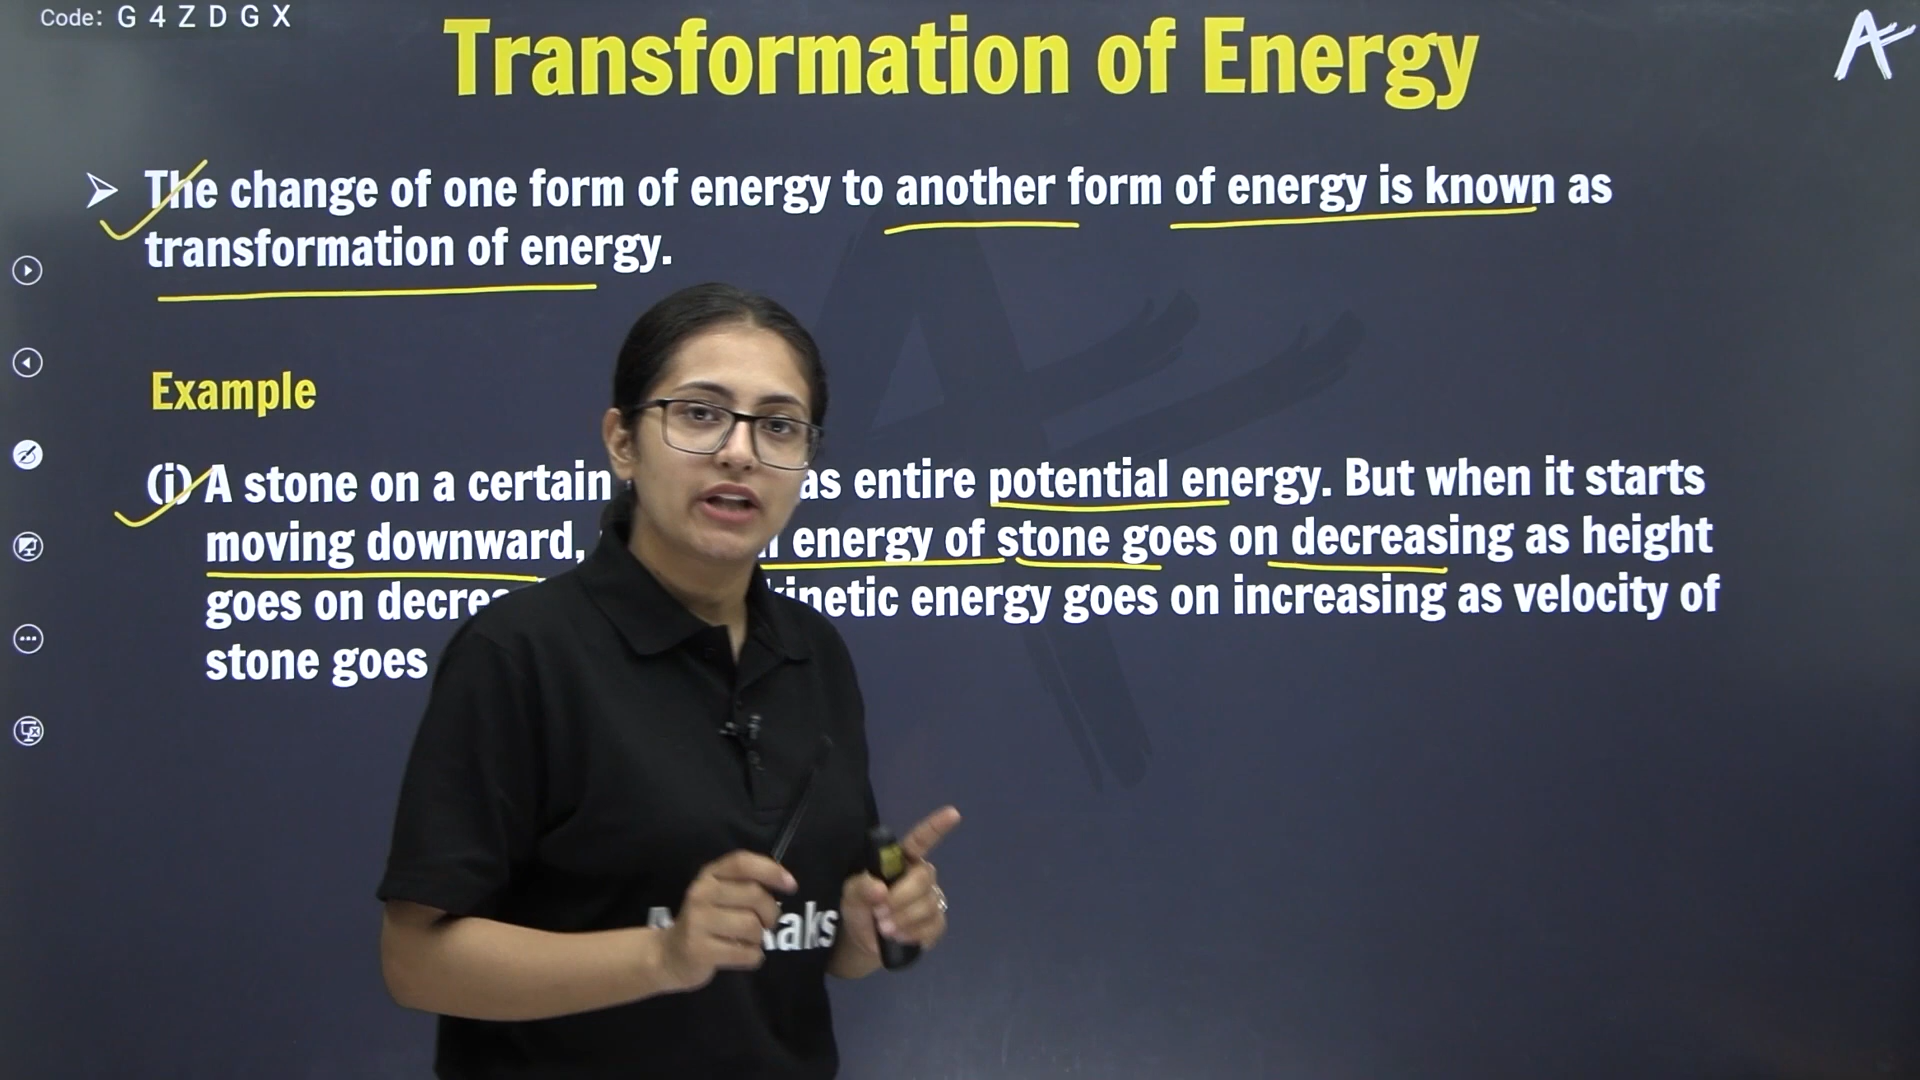 Code: G 4 Z D G X
Transformation of Energy
The change of one form of energy to another form of energy is known as
transformation of energy.
Example
(i) A stone on a certain as entire potential energy. But when it starts
moving downward, energy of stone goes on decreasing as height
goes on decrea kinetic energy goes on increasing as velocity of
stone goes
aks